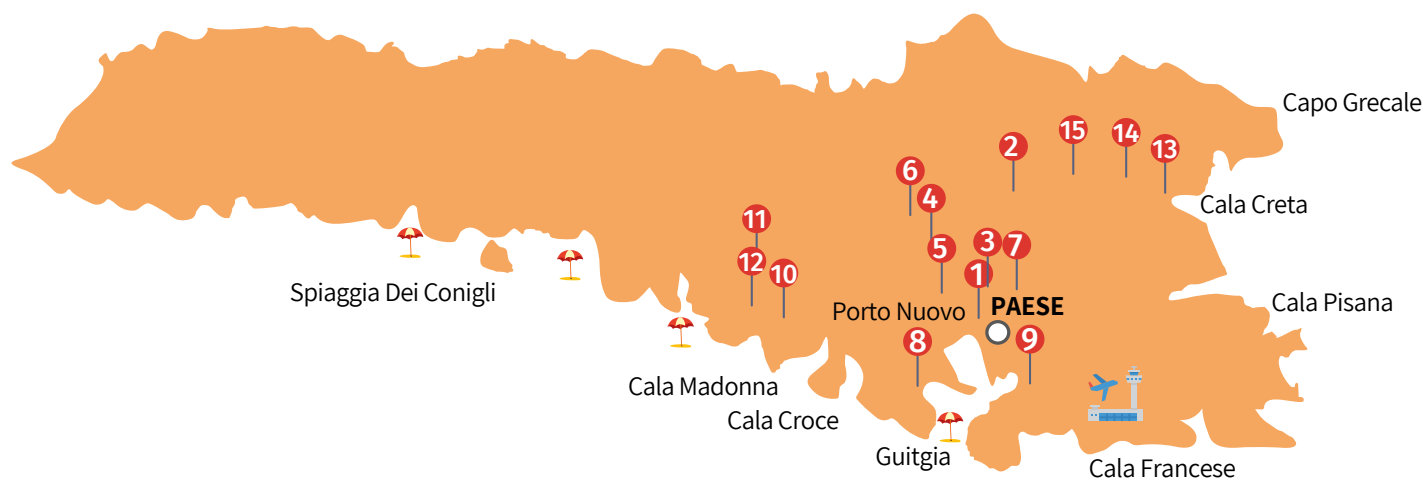 Capo Grecale
15
14
2
13
6
4
Cala Creta
11
3
7
5
12
10
1
Spiaggia Dei Conigli
Cala Pisana
Porto Nuovo
PAESE
8
9
Cala Madonna
Cala Croce
Guitgia
Cala Francese